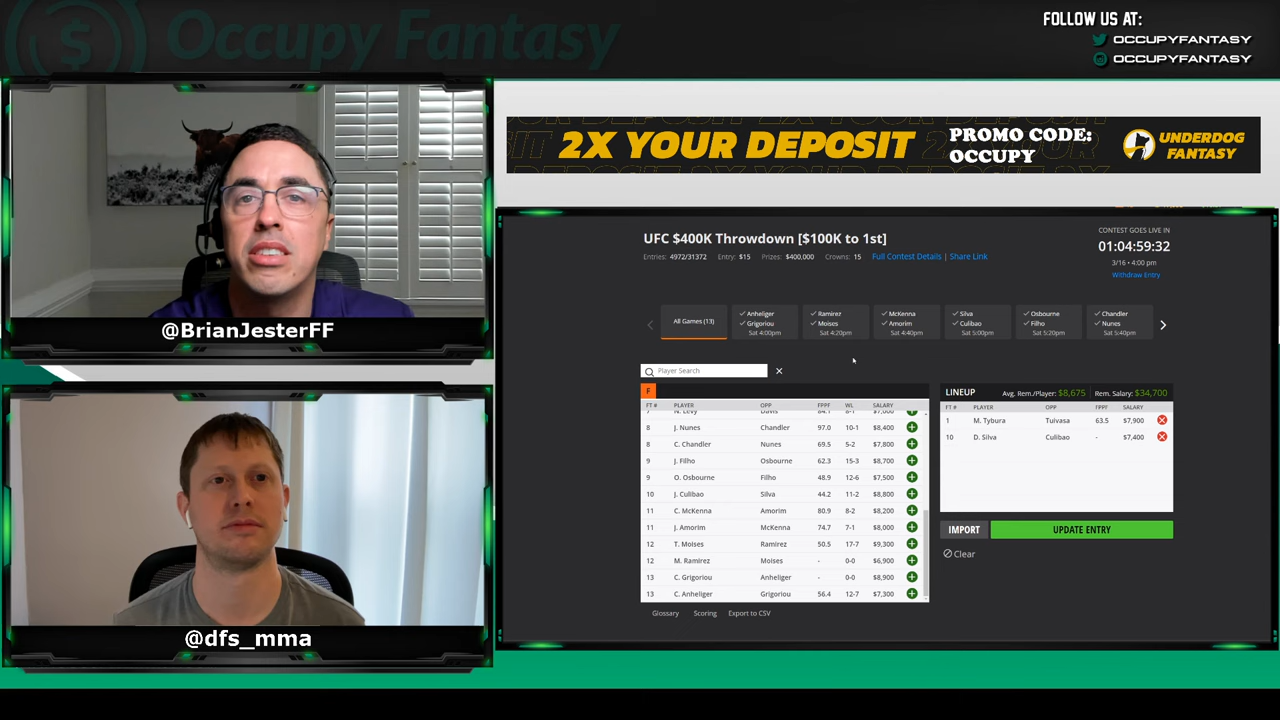 Occupy Fantasy
FOLLOW US AT:
OCCUPYFANTASY
OCCUPYFANTASY
2X YOUR DEPOSIT
PROMO CODE:
OCCUPY
UNDERDOG
FANTASY
@BrianJesterFF
@dfs_mma
UFC $400K Throwdown [$100K to 1st]
Entries: 4972/31372 Entry: $15 Prizes: $400,000 Crowns: 15 Full Contest Details | Share Link
CONTEST GOES LIVE IN
01:04:59:32
3/16 • 4:00 pm
Withdraw Entry
All Games (13)
Anheliger
Grigoriou
Sat 4:00pm
Ramirez
Moises
Sat 4:20pm
McKenna
Amorim
Sat 4:40pm
Silva
Culibao
Sat 5:00pm
Osbourne
Filho
Sat 5:20pm
Chandler
Nunes
Sat 5:40pm
Player Search
F
FT # PLAYER OPP FPPF WL SALARY
7 N. Levy Davis 84.1 8-1 $7,000
8 J. Nunes Chandler 97.0 10-1 $8,400
8 C. Chandler Nunes 69.5 5-2 $7,800
9 J. Filho Osbourne 62.3 15-3 $8,700
9 O. Osbourne Filho 48.9 12-6 $7,500
10 J. Culibao Silva 44.2 11-2 $8,800
11 C. McKenna Amorim 80.9 8-2 $8,200
11 J. Amorim McKenna 74.7 7-1 $8,000
12 T. Moises Ramirez 50.5 17-7 $9,300
12 M. Ramirez Moises - 0-0 $6,900
13 C. Grigoriou Anheliger - 0-0 $8,900
13 C. Anheliger Grigoriou 56.4 12-7 $7,300
Glossary Scoring Export to CSV
LINEUP Avg. Rem./Player: $8,675 | Rem. Salary: $34,700
FT # PLAYER OPP FPPF SALARY
1 M. Tybura Tuivasa 63.5 $7,900
10 D. Silva Culibao - $7,400
IMPORT UPDATE ENTRY
Clear